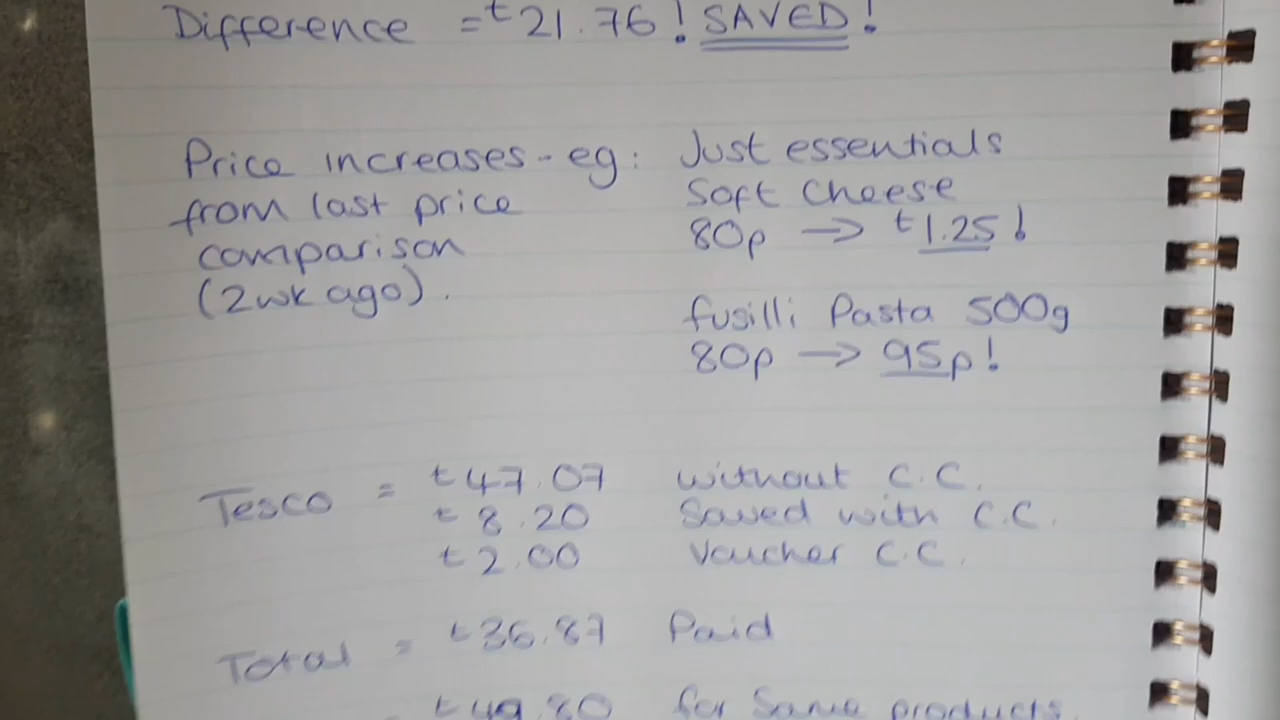 Difference = £21.76! SAVED!
Price increases - eg: Just essentials
from last price Soft Cheese
comparison 80p → £1.25!
(2wk ago).
fusilli Pasta 500g
80p → 95p!
Tesco = £47.07 without C.C.
£8.20 Saved with C.C.
£2.00 Voucher C.C.
Total = £36.87 Paid
£49.80 for Same products